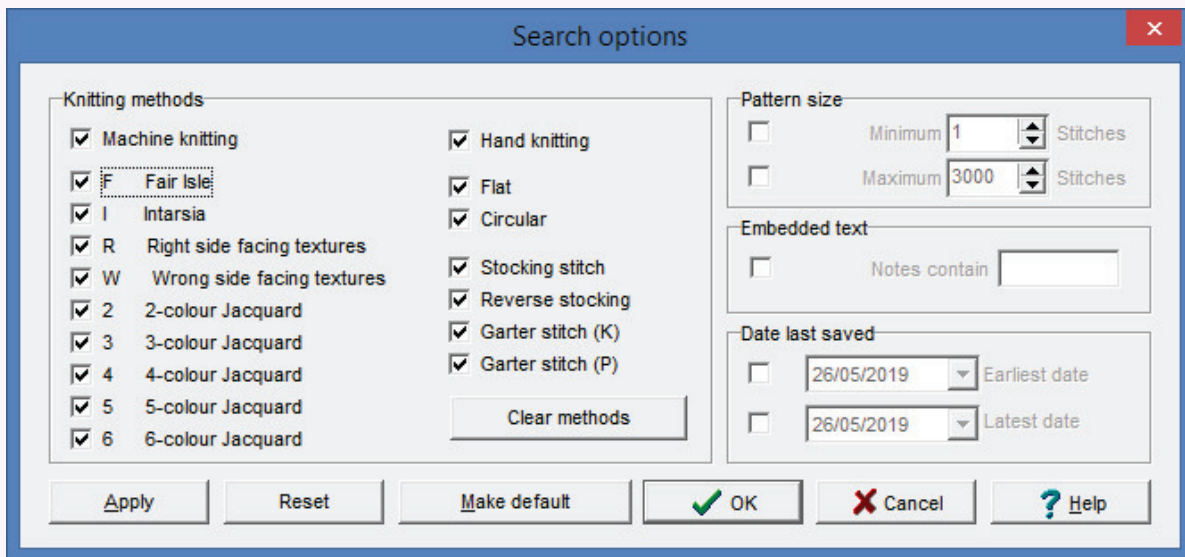 Search options
Knitting methods
Machine knitting
F Fair Isle
I Intarsia
R Right side facing textures
W Wrong side facing textures
2 2-colour Jacquard
3 3-colour Jacquard
4 4-colour Jacquard
5 5-colour Jacquard
6 6-colour Jacquard
Hand knitting
Flat
Circular
Stocking stitch
Reverse stocking
Garter stitch (K)
Garter stitch (P)
Clear methods
Pattern size
Minimum 1 Stitches
Maximum 3000 Stitches
Embedded text
Notes contain
Date last saved
26/05/2019 Earliest date
26/05/2019 Latest date
Apply Reset Make default OK Cancel Help